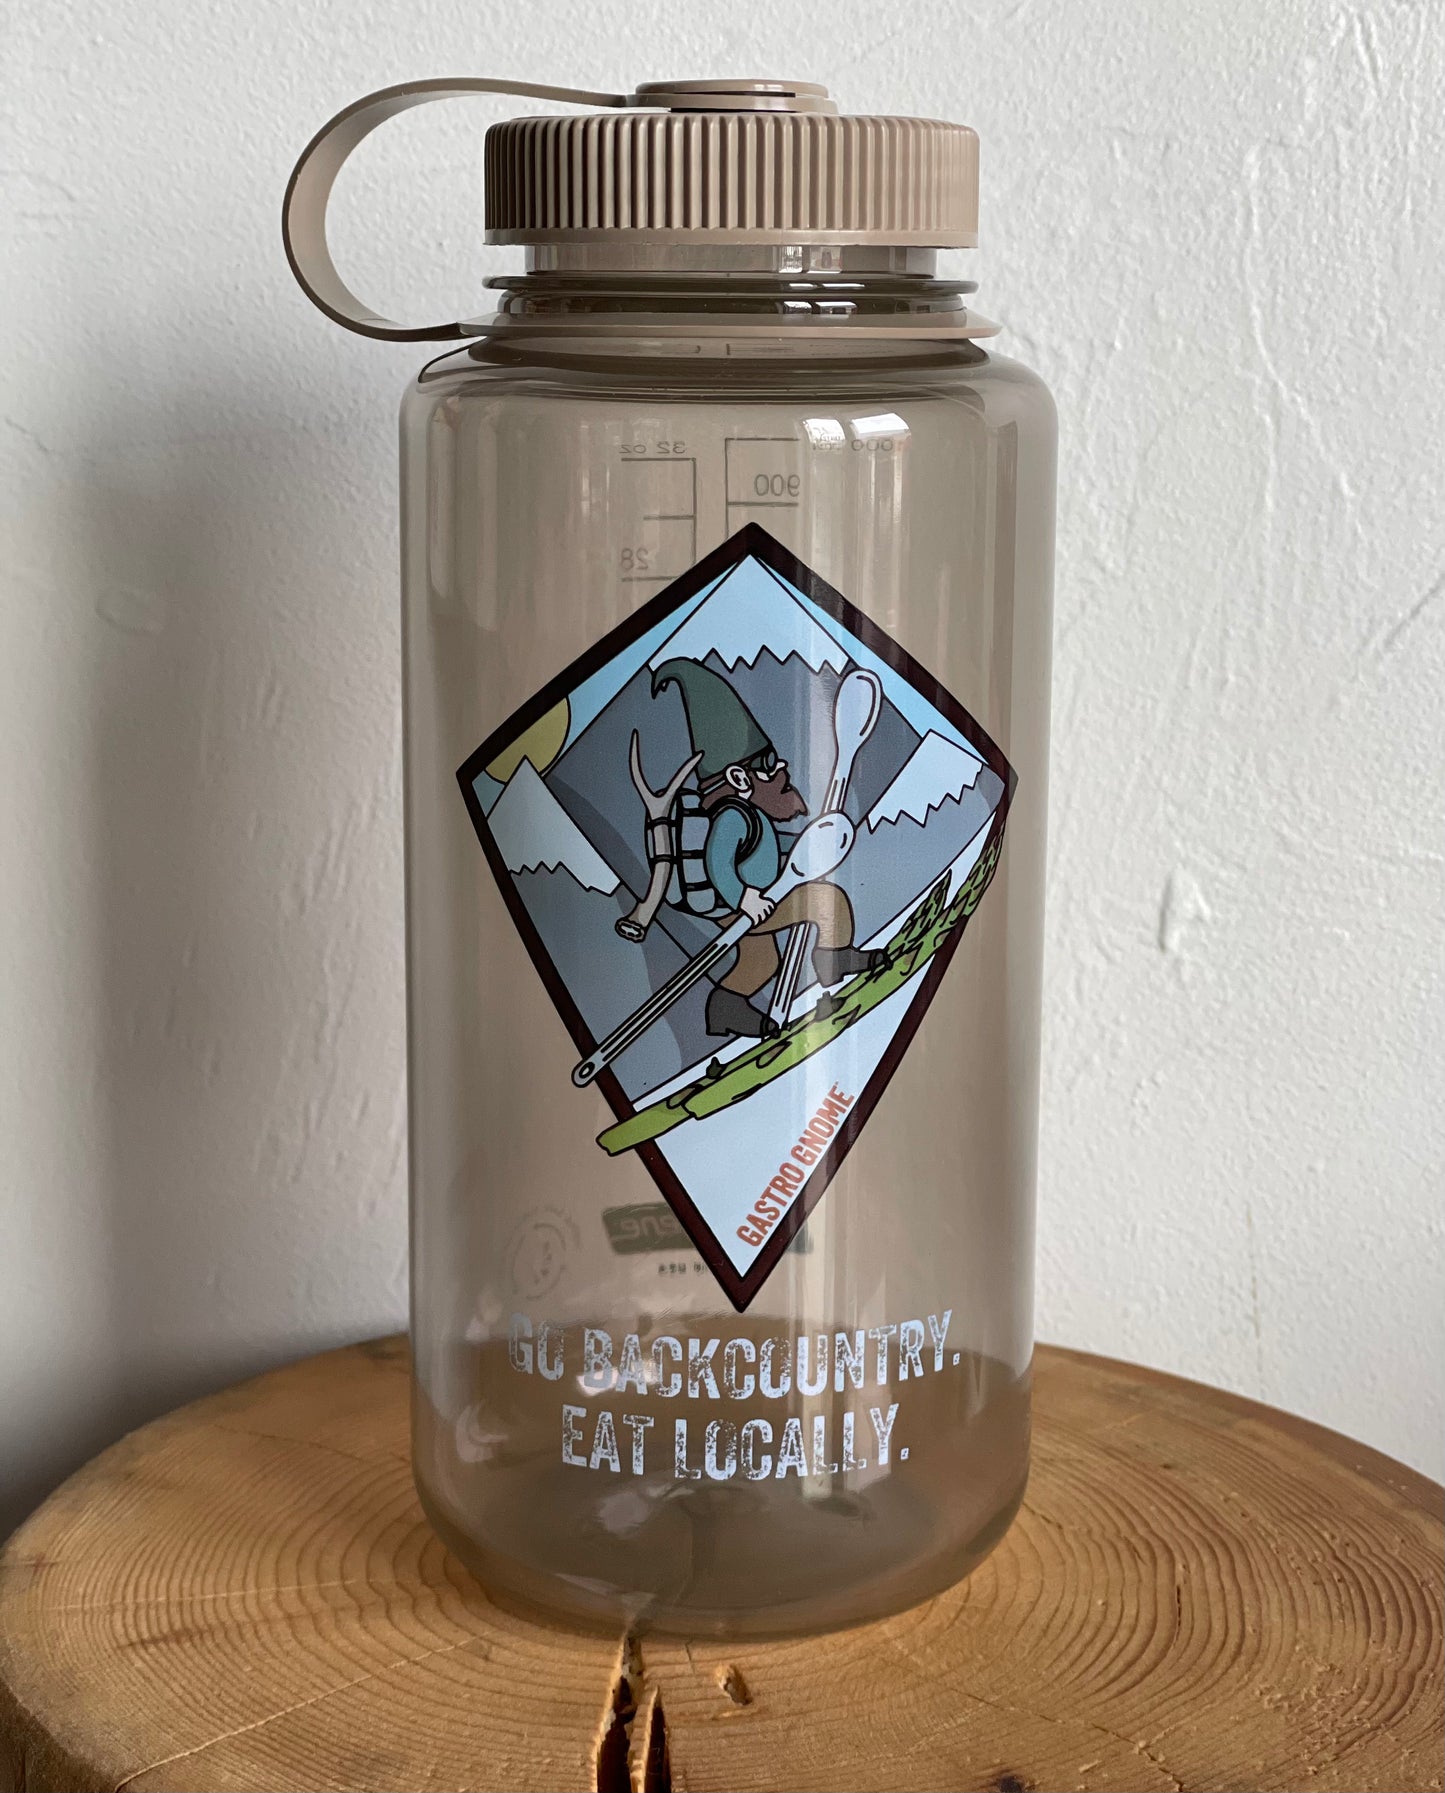 32 oz
900
28
GASTRO GNOME
GO BACKCOUNTRY.
EAT LOCALLY.